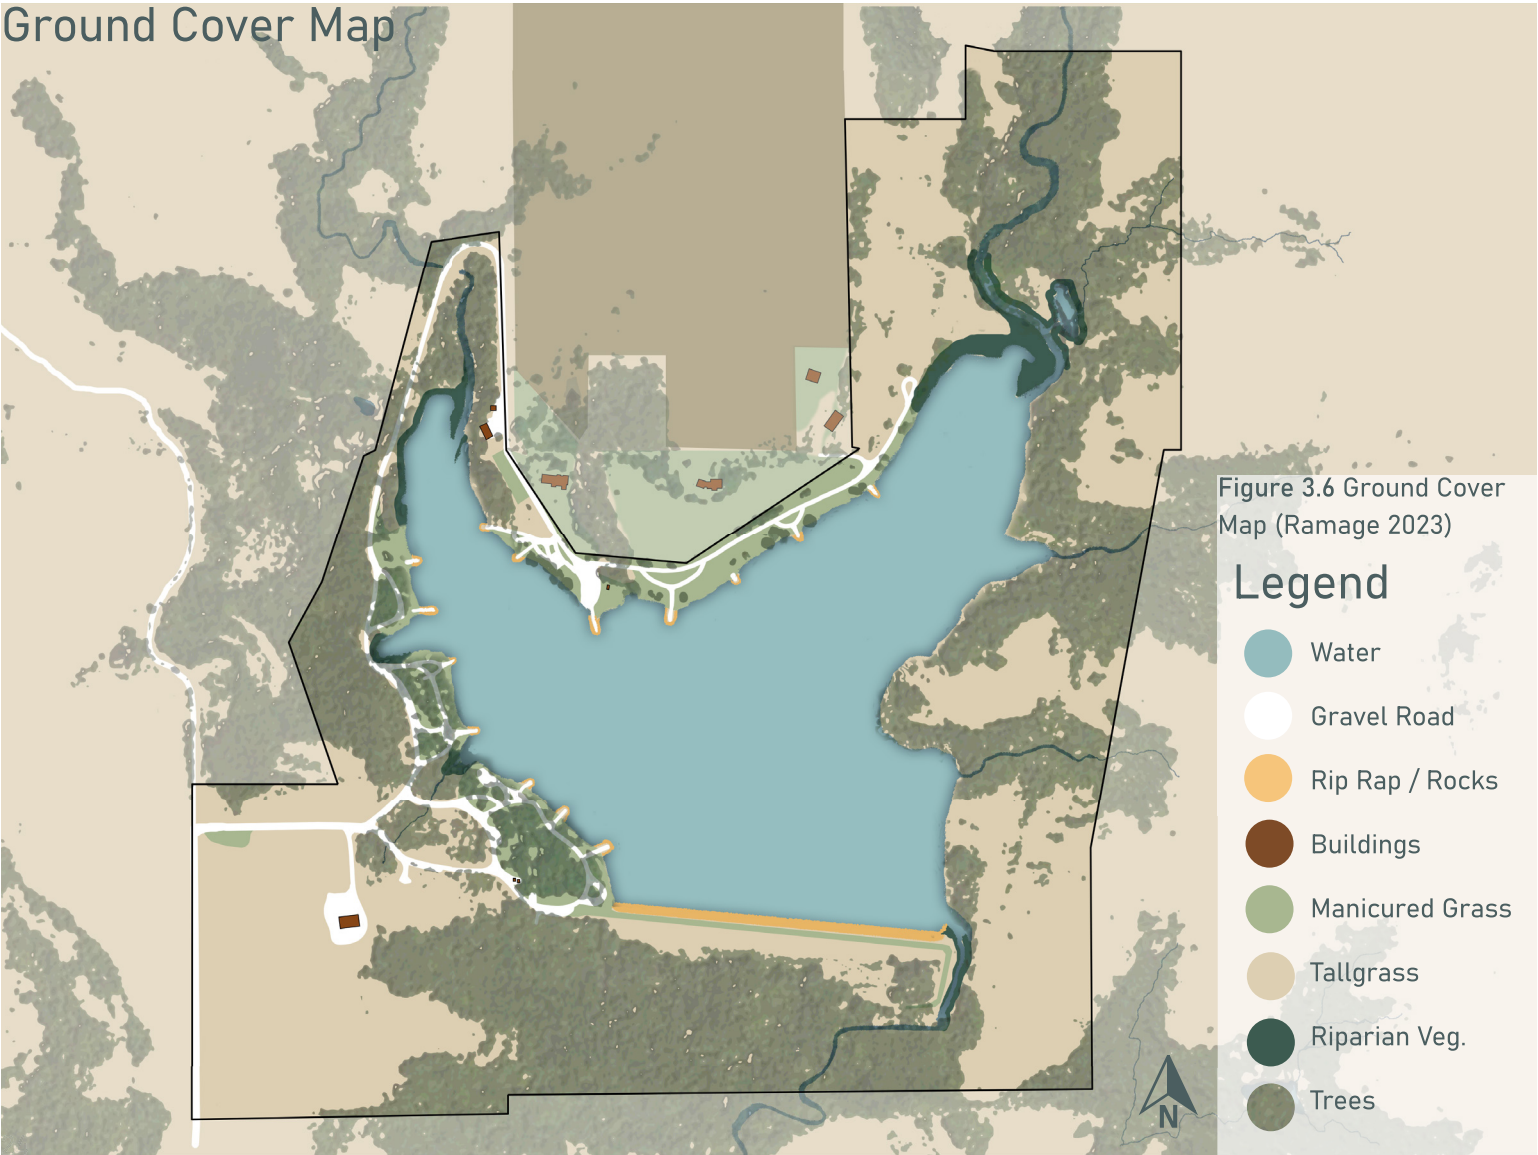 Ground Cover Map
Figure 3.6 Ground Cover
Map (Ramage 2023)
Legend
Water
Gravel Road
Rip Rap / Rocks
Buildings
Manicured Grass
Tallgrass
Riparian Veg.
Trees
N